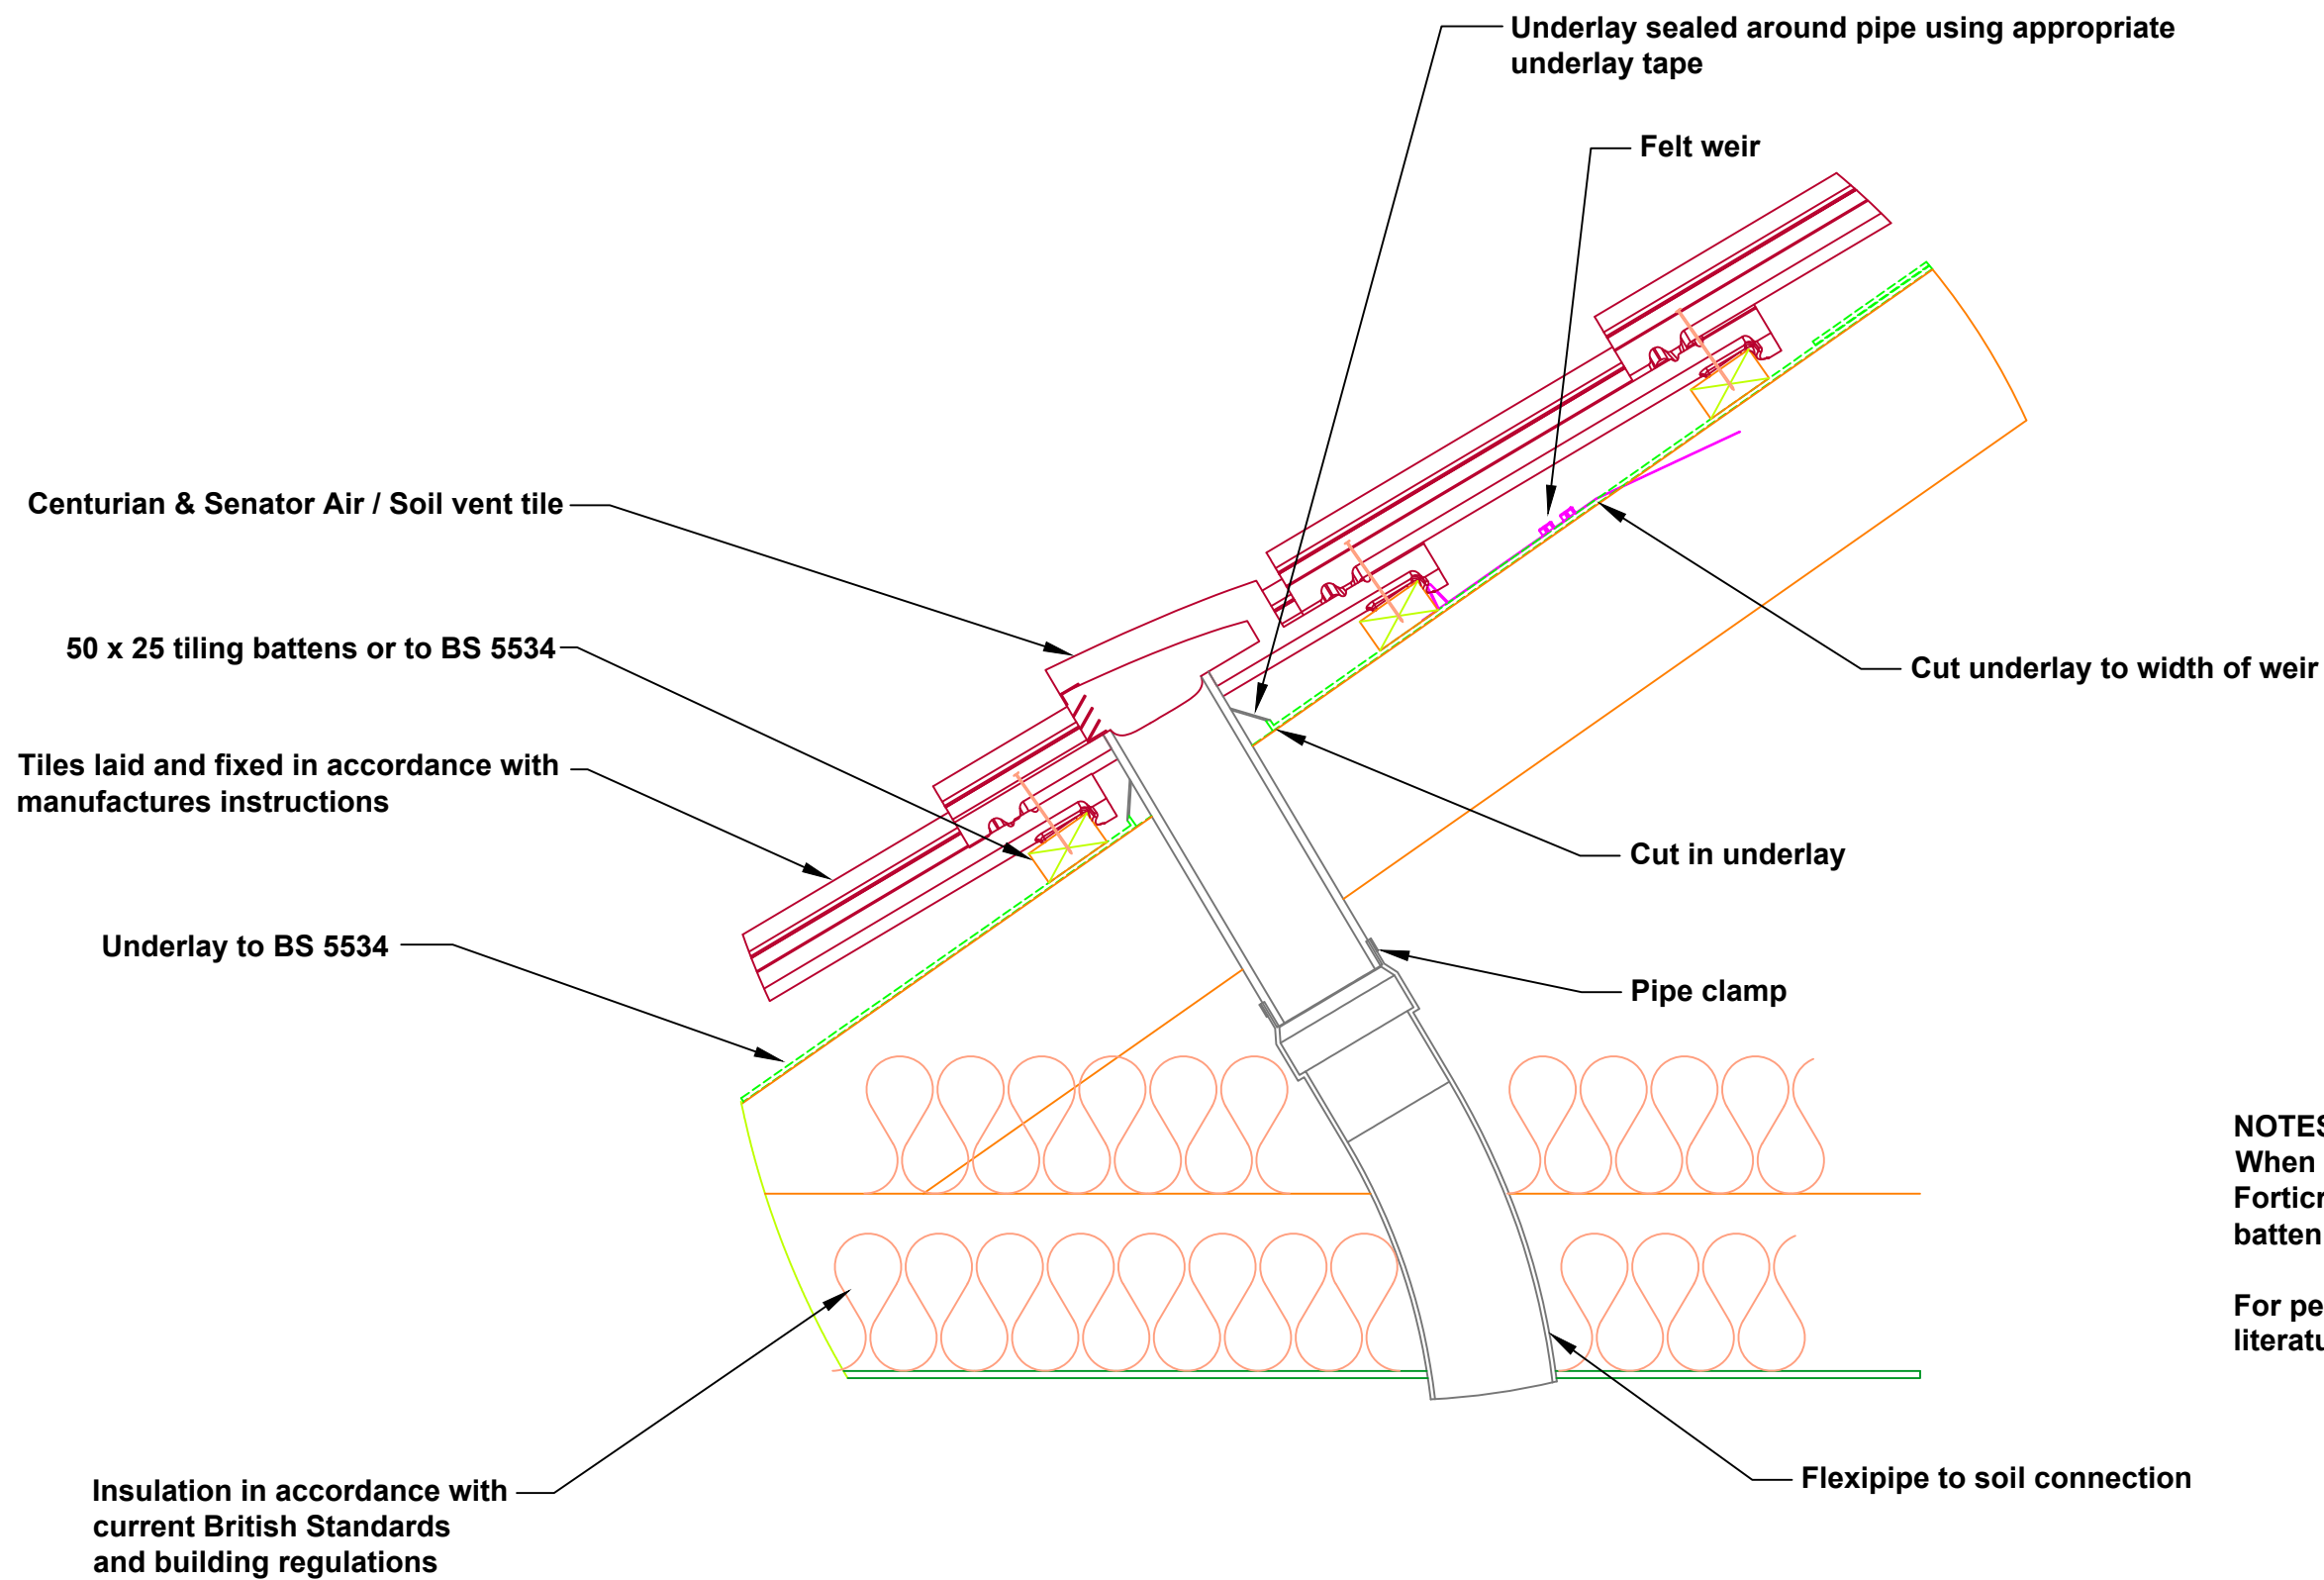 Underlay sealed around pipe using appropriate
underlay tape
Felt weir
Centurian & Senator Air / Soil vent tile
50 x 25 tiling battens or to BS 5534
Cut underlay to width of weir
Tiles laid and fixed in accordance with
manufactures instructions
Cut in underlay
Underlay to BS 5534
Pipe clamp
NOTES
When
batten
For
Flexipipe to soil connection
Insulation in accordance with
current British Standards
and building regulations